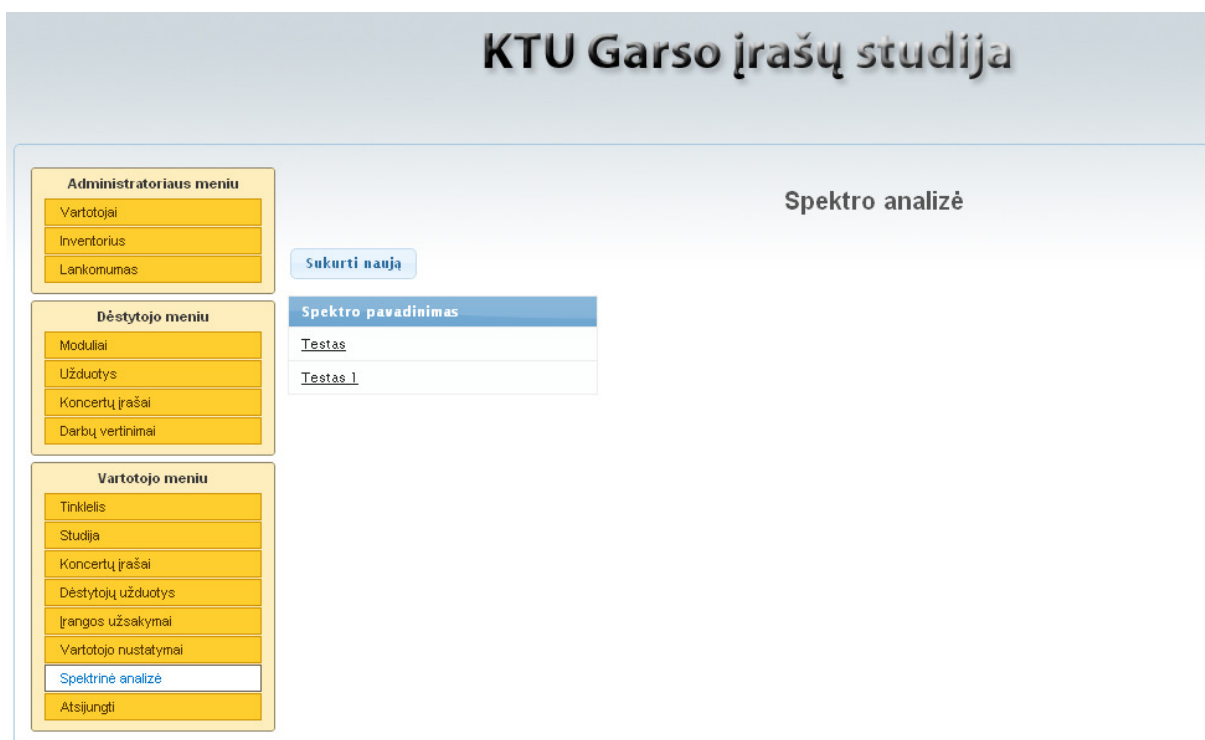 KTU Garso įrašų studija
Administratoriaus meniu
Vartotojai
Inventorius
Lankomumas
Dėstytojo meniu
Moduliai
Užduotys
Koncertų įrašai
Darbų vertinimai
Vartotojo meniu
Tinklelis
Studija
Koncertų įrašai
Dėstytojų užduotys
Įrangos užsakymai
Vartotojo nustatymai
Spektrinė analizė
Atsijungti
Spektro analizė
Sukurti naują
Spektro pavadinimas
Testas
Testas 1